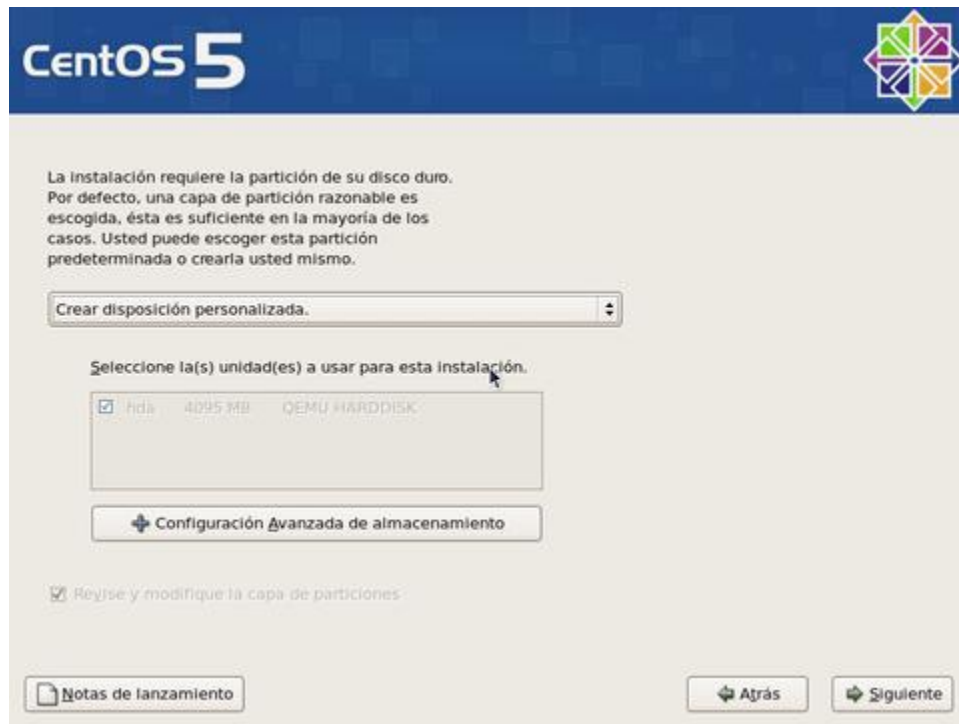 CentOS 5
La instalación requiere la partición de su disco duro.
Por defecto, una capa de partición razonable es
escogida, ésta es suficiente en la mayoría de los
casos. Usted puede escoger esta partición
predeterminada o crearla usted mismo.
Crear disposición personalizada.
Seleccione la(s) unidad(es) a usar para esta instalación.
hda 4095 MB QEMU HARDDISK
Configuración Avanzada de almacenamiento
Revise y modifique la capa de particiones
Notas de lanzamiento
Atrás
Siguiente